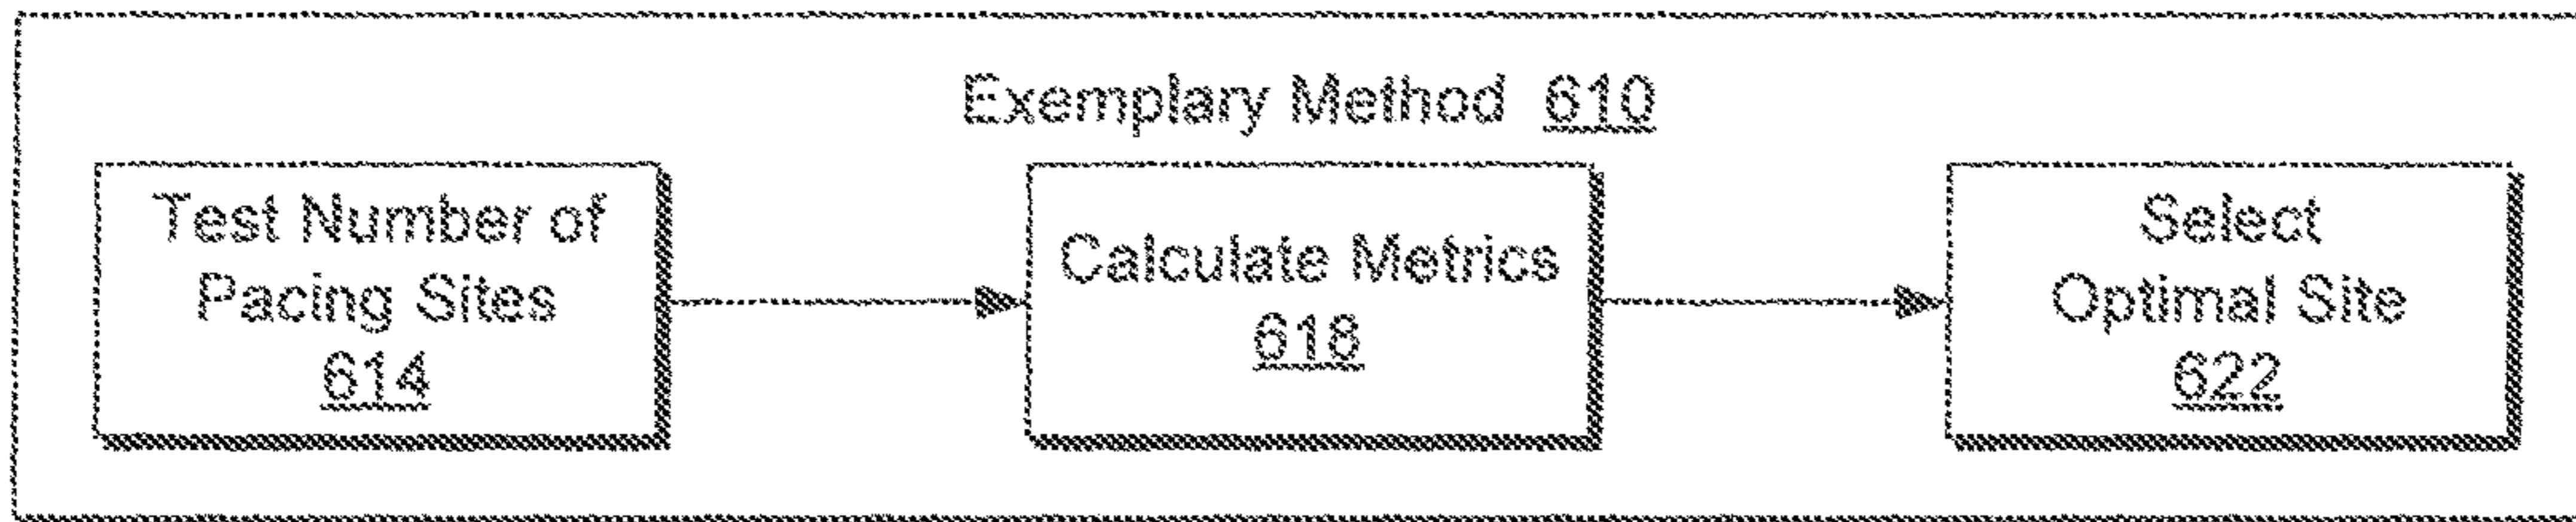 Exemplary Method 610
Test Number of
Pacing Sites
614
Calculate Metrics
618
Select
Optimal Site
622